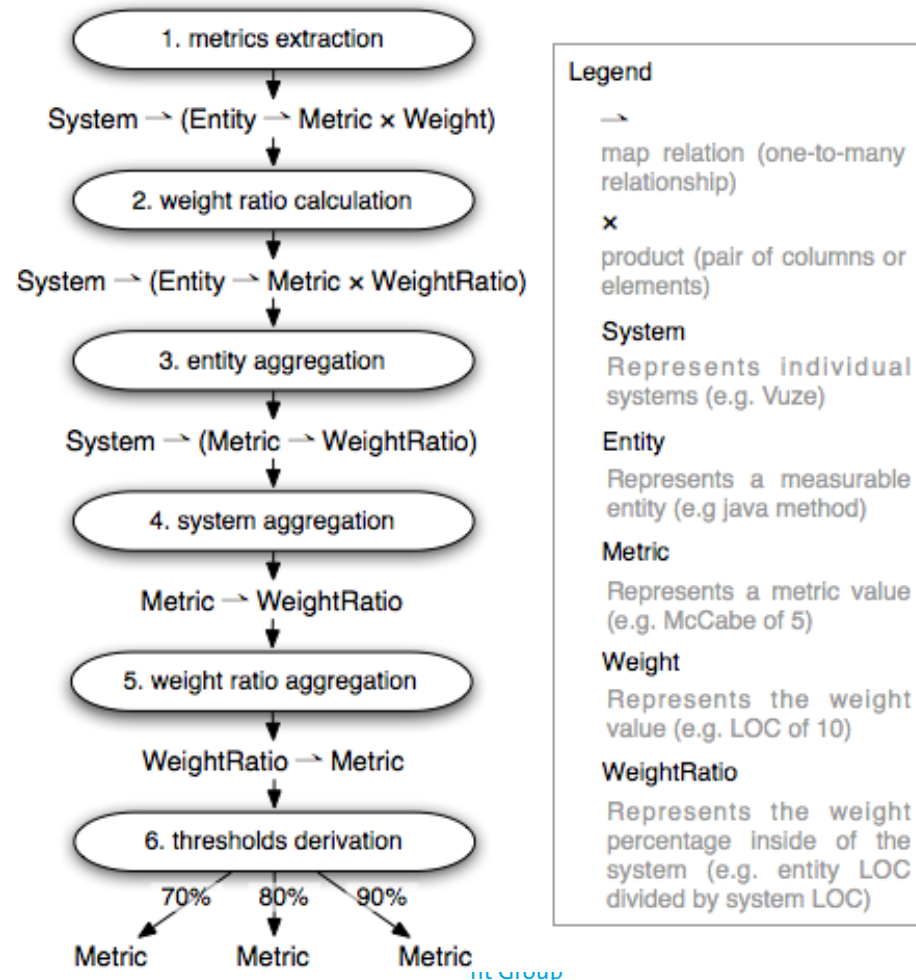 1. metrics extraction
System ⇀ (Entity ⇀ Metric × Weight)
2. weight ratio calculation
System ⇀ (Entity ⇀ Metric × WeightRatio)
3. entity aggregation
System ⇀ (Metric ⇀ WeightRatio)
4. system aggregation
Metric ⇀ WeightRatio
5. weight ratio aggregation
WeightRatio ⇀ Metric
6. thresholds derivation
70% 80% 90%
Metric Metric Metric
Legend
⇀
map relation (one-to-many
relationship)
×
product (pair of columns or
elements)
System
Represents individual
systems (e.g. Vuze)
Entity
Represents a measurable
entity (e.g java method)
Metric
Represents a metric value
(e.g. McCabe of 5)
Weight
Represents the weight
value (e.g. LOC of 10)
WeightRatio
Represents the weight
percentage inside of the
system (e.g. entity LOC
divided by system LOC)
nt Group